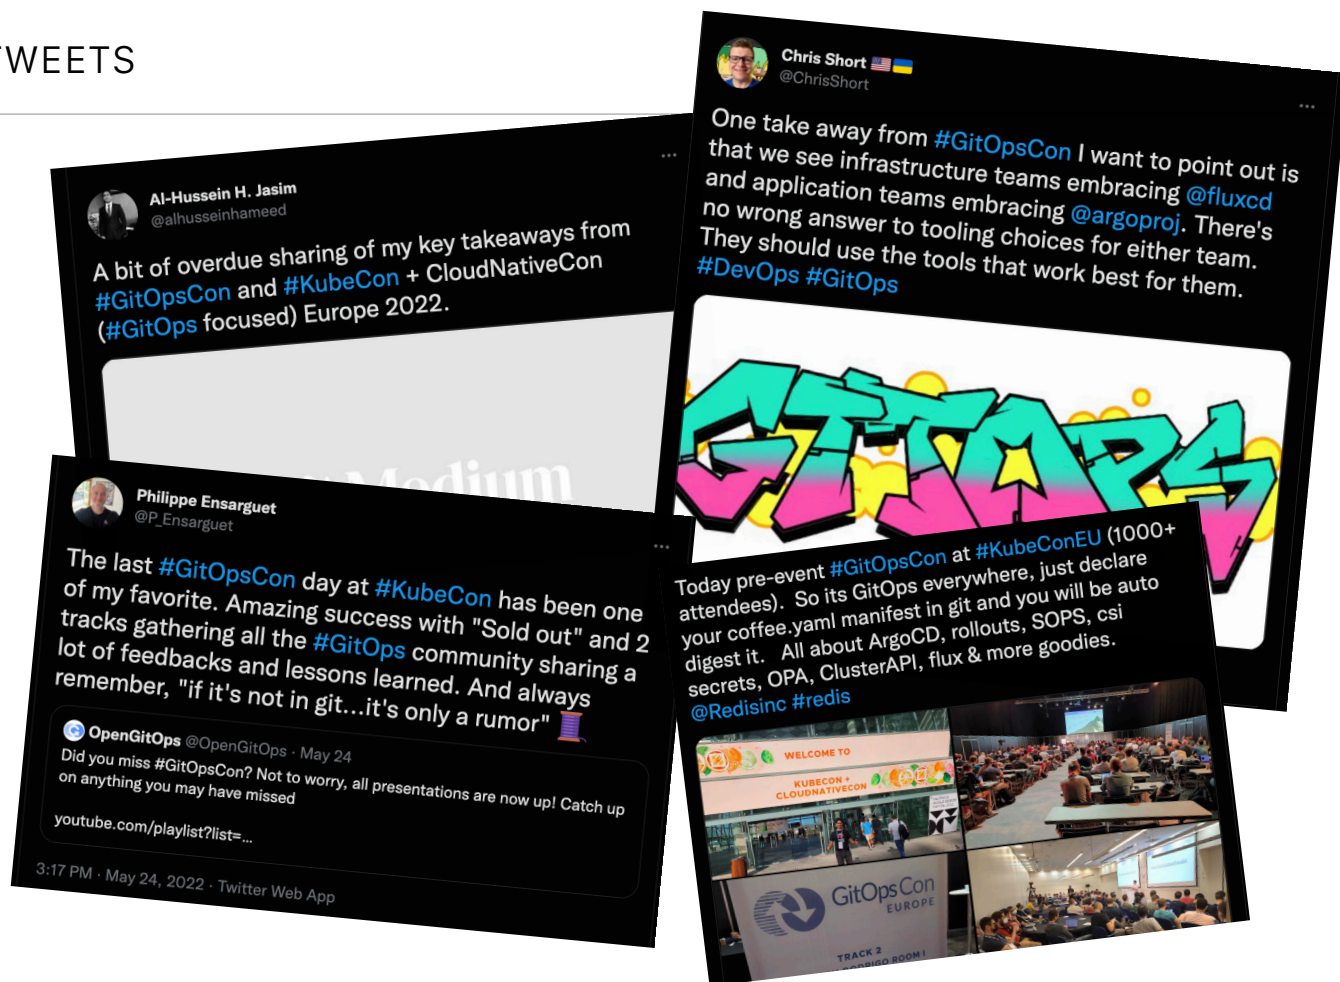 TWEETS
Al-Hussein H. Jasim
@alhusseinhameed
A bit of overdue sharing of my key takeaways from
#GitOpsCon and #KubeCon + CloudNativeCon
(#GitOps focused) Europe 2022.
Medium
Chris Short
@ChrisShort
One take away from #GitOpsCon I want to point out is
that we see infrastructure teams embracing @fluxcd
and application teams embracing @argoproj. There's
no wrong answer to tooling choices for either team.
They should use the tools that work best for them.
#DevOps #GitOps
GITOPS
Philippe Ensarguet
@P_Ensarguet
The last #GitOpsCon day at #KubeCon has been one
of my favorite. Amazing success with "Sold out" and 2
tracks gathering all the #GitOps community sharing a
lot of feedbacks and lessons learned. And always
remember, "if it's not in git...it's only a rumor"
OpenGitOps @OpenGitOps · May 24
Did you miss #GitOpsCon? Not to worry, all presentations are now up! Catch up
on anything you may have missed
youtube.com/playlist?list=...
3:17 PM · May 24, 2022 · Twitter Web App
Today pre-event #GitOpsCon at #KubeConEU (1000+
attendees).  So its GitOps everywhere, just declare
your coffee.yaml manifest in git and you will be auto
digest it.   All about ArgoCD, rollouts, SOPS, csi
secrets, OPA, ClusterAPI, flux & more goodies.
@Redisinc #redis
WELCOME TO
KUBECON +
CLOUDNATIVECON
GitOpsCon
EUROPE
TRACK 2
RODRIGO ROOM I